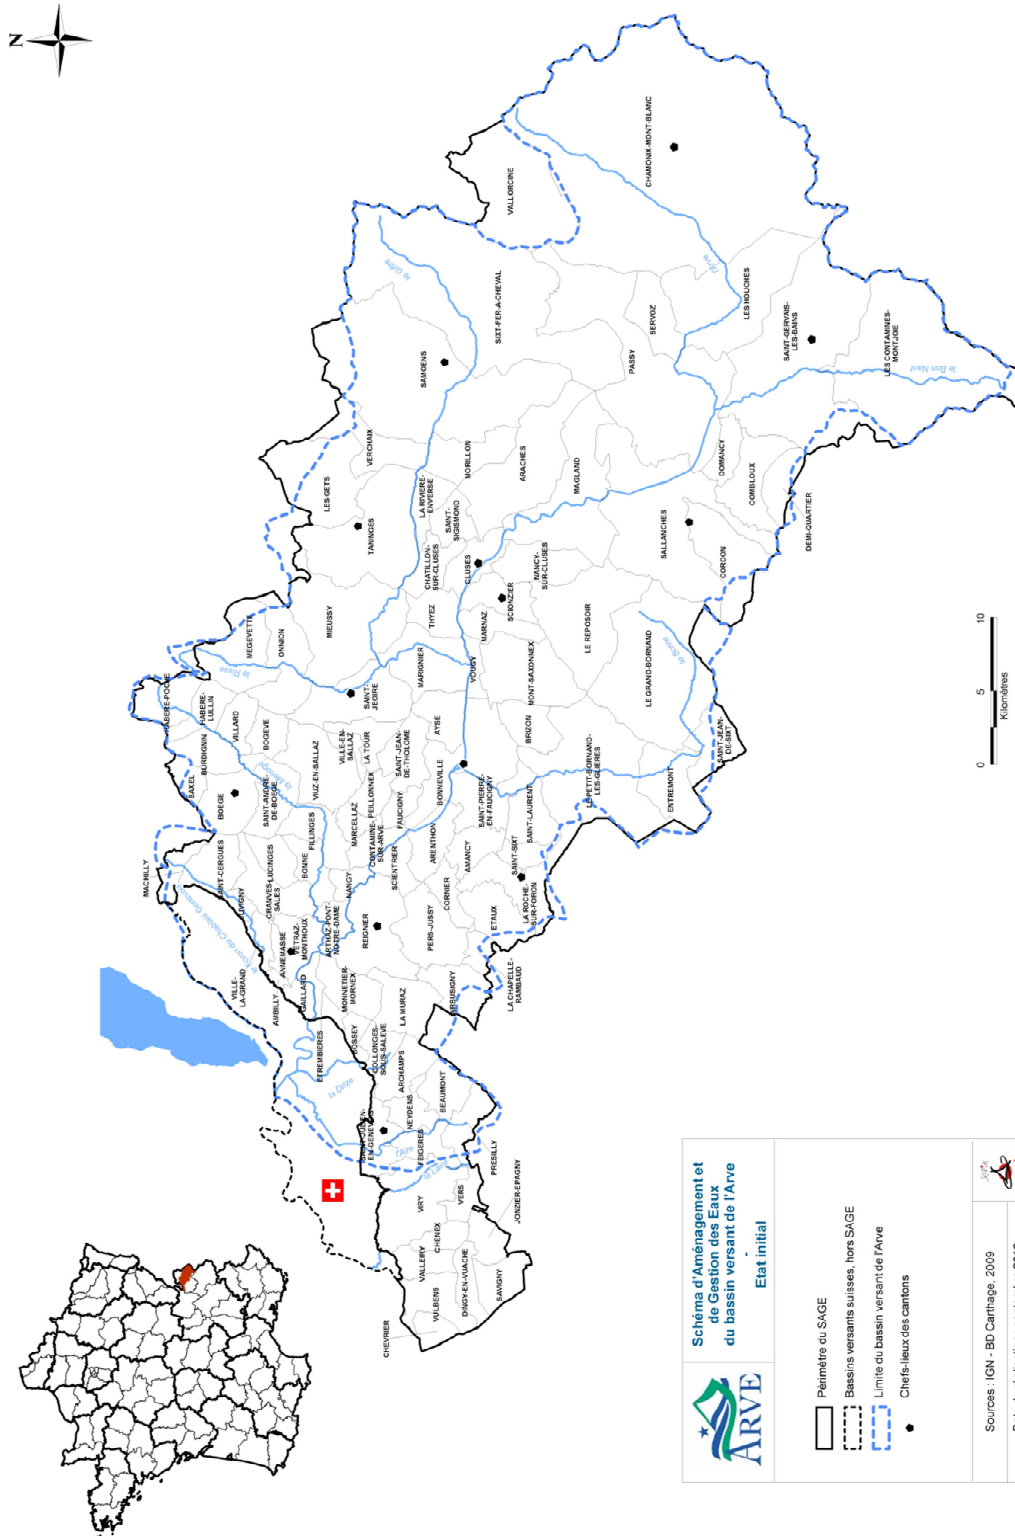 N
CHAMONIX-MONT-BLANC
VALLORCINE
l'Arve
LES HOUCHES
SAINT-GERVAIS-
LES-BAINS
LES CONTAMINES-
MONTJOIE
le Bon Nant
SERVOZ
PASSY
SIXT-FER-A-CHEVAL
le Giffre
SAMOENS
VERCHAIX
MORILLON
ARACHES
MAGLAND
DOMANCY
COMBLOUX
DEMI-QUARTIER
SALLANCHES
CORDON
LES GETS
TANINGES
LA RIVIERE-
ENVERSE
SAINT-
SIGISMOND
CHATILLON-
SUR-CLUSES
CLUSES
NANCY-
SUR-CLUSES
SCIONZIER
MARNAZ
THYEZ
LE REPOSOIR
LE GRAND-BORNAND
le Borne
MIEUSSY
ONNION
MEGEVETTE
le Risse
SAINT-
JEOIRE
MARIGNIER
VOUGY
MONT-SAXONNEX
BRIZON
AYSE
SAINT-JEAN-
DE-SIXT
HABERE-POCHE
HABERE-
LULLIN
VILLARD
BURDIGNIN
SAXEL
BOGEVE
BOEGE
la Menoge
SAINT-ANDRE-
DE-BOEGE
VIUZ-EN-SALLAZ
VILLE-EN-
SALLAZ
LA TOUR
SAINT-JEAN-
DE-THOLOME
PEILLONNEX
MARCELLAZ
FAUCIGNY
BONNEVILLE
CONTAMINE-
SUR-ARVE
SAINT-PIERRE-
EN-FAUCIGNY
LE PETIT-BORNAND-
LES-GLIERES
ENTREMONT
SAINT-LAURENT
SAINT-SIXT
LA ROCHE-
SUR-FORON
AMANCY
ARENTHON
SCIENTRIER
CORNIER
ETAUX
PERS-JUSSY
REIGNIER
NANGY
FILLINGES
BONNE
CRANVES-LUCINGES
SALES
SAINT-CERGUES
MACHILLY
JUVIGNY
le Foron du Chablais Genevois
VILLE-
LA-GRAND
ANNEMASSE
VETRAZ-
MONTHOUX
ARTHAZ-PONT-
NOTRE-DAME
AMBILLY
GAILLARD
MONNETIER-
MORNEX
LA MURAZ
ARBUSIGNY
LA CHAPELLE-
RAMBAUD
ETREMBIERES
BOSSEY
COLLONGES-
SOUS-SALEVE
ARCHAMPS
la Drize
NEYDENS
BEAUMONT
SAINT-JULIEN-
EN-GENEVOIS
l'Aire
FEIGERES
la Laire
PRESILLY
VIRY
VERS
JONZIER-EPAGNY
CHENEX
VALLEIRY
DINGY-EN-VUACHE
SAVIGNY
VULBENS
CHEVRIER
0 5 10
Kilomètres
ARVE
Schéma d'Aménagement et
de Gestion des Eaux
du bassin versant de l'Arve
-
Etat initial
Périmètre du SAGE
Bassins versants suisses, hors SAGE
Limite du bassin versant de l'Arve
Chefs-lieux des cantons
Sources : IGN - BD Carthage, 2009